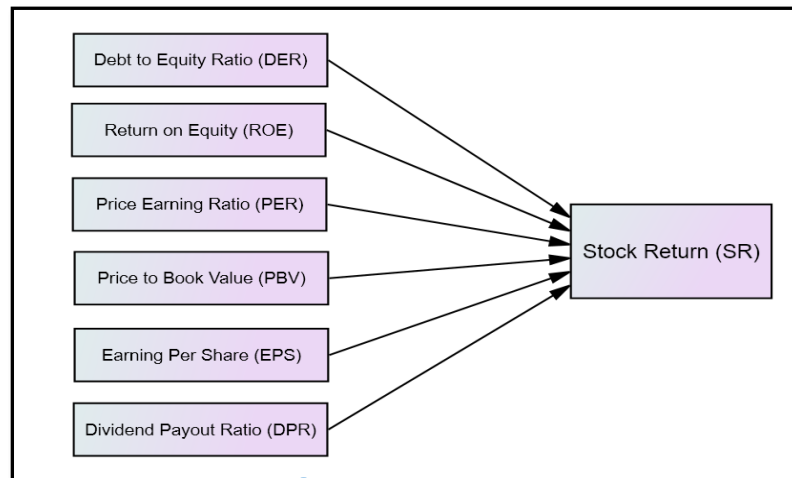 Debt to Equity Ratio (DER)
Return on Equity (ROE)
Price Earning Ratio (PER)
Price to Book Value (PBV)
Earning Per Share (EPS)
Dividend Payout Ratio (DPR)
Stock Return (SR)